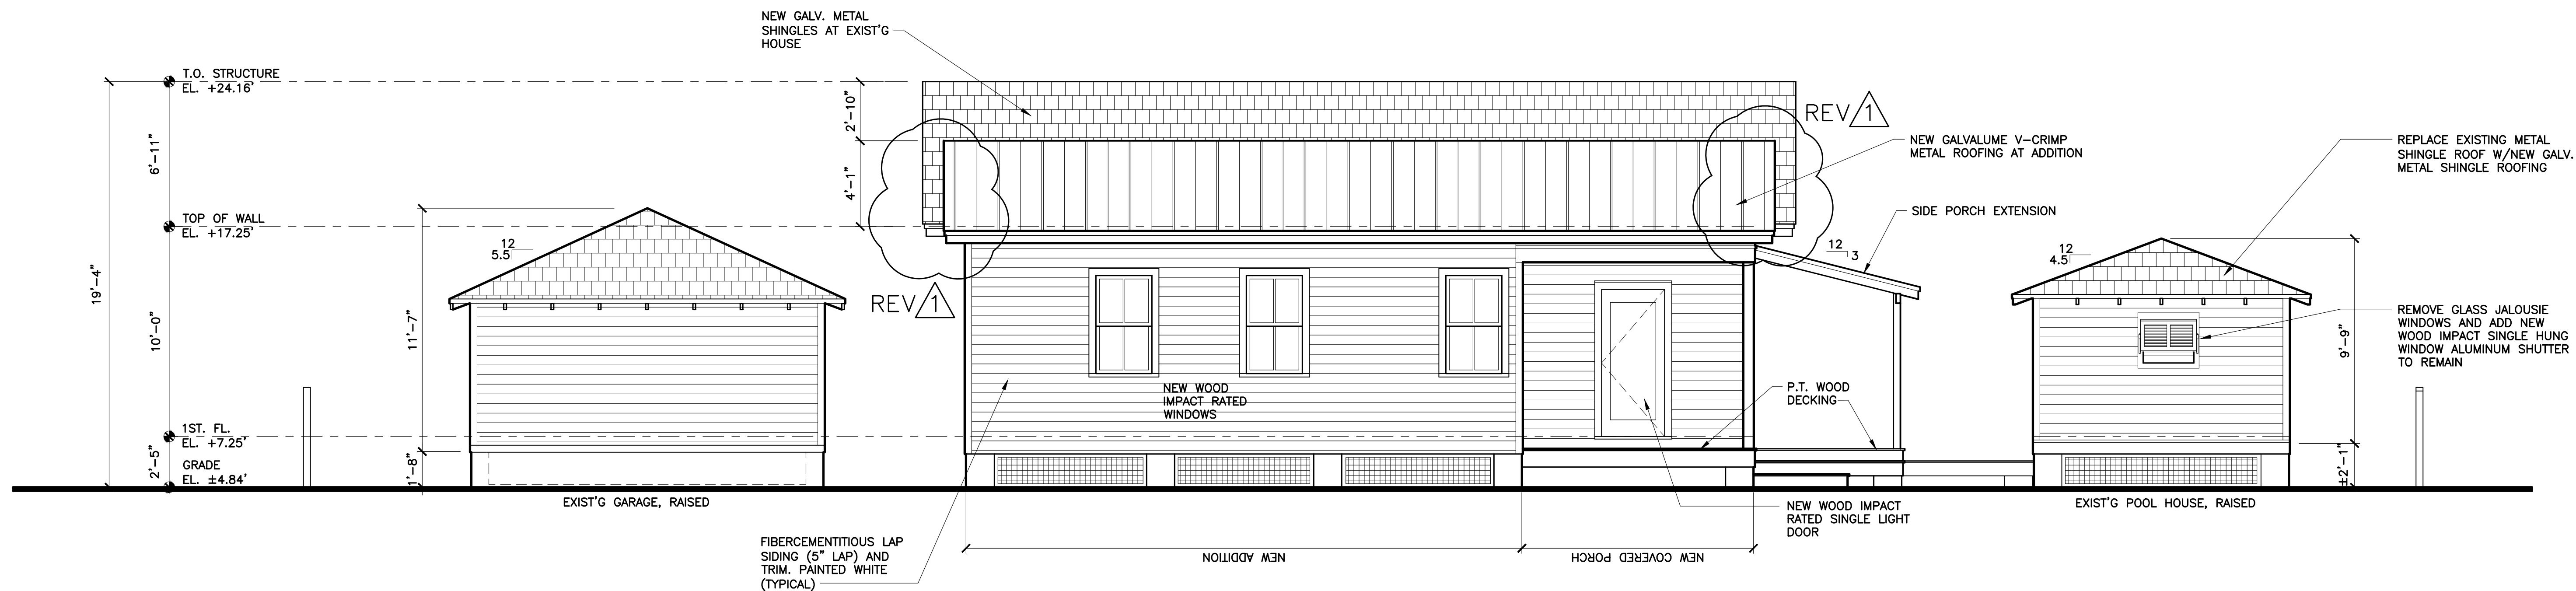 NEW GALV. METAL
SHINGLES AT EXIST'G
HOUSE
T.O. STRUCTURE
EL. +24.16'
6'-11"
TOP OF WALL
EL. +17.25'
19'-4"
10'-0"
1ST. FL.
EL. +7.25'
2'-5"
GRADE
EL. ±4.84'
12
5.5
11'-7"
1'-8"
EXIST'G GARAGE, RAISED
2'-10"
4'-1"
REV 1
REV 1
NEW GALVALUME V-CRIMP
METAL ROOFING AT ADDITION
SIDE PORCH EXTENSION
12
3
NEW WOOD
IMPACT RATED
WINDOWS
P.T. WOOD
DECKING
NEW WOOD IMPACT
RATED SINGLE LIGHT
DOOR
FIBERCEMENTITIOUS LAP
SIDING (5" LAP) AND
TRIM. PAINTED WHITE
(TYPICAL)
NEW ADDITION
NEW COVERED PORCH
12
4.5
REPLACE EXISTING METAL
SHINGLE ROOF W/NEW GALV.
METAL SHINGLE ROOFING
REMOVE GLASS JALOUSIE
WINDOWS AND ADD NEW
WOOD IMPACT SINGLE HUNG
WINDOW ALUMINUM SHUTTER
TO REMAIN
9'-9"
±2'-1"
EXIST'G POOL HOUSE, RAISED